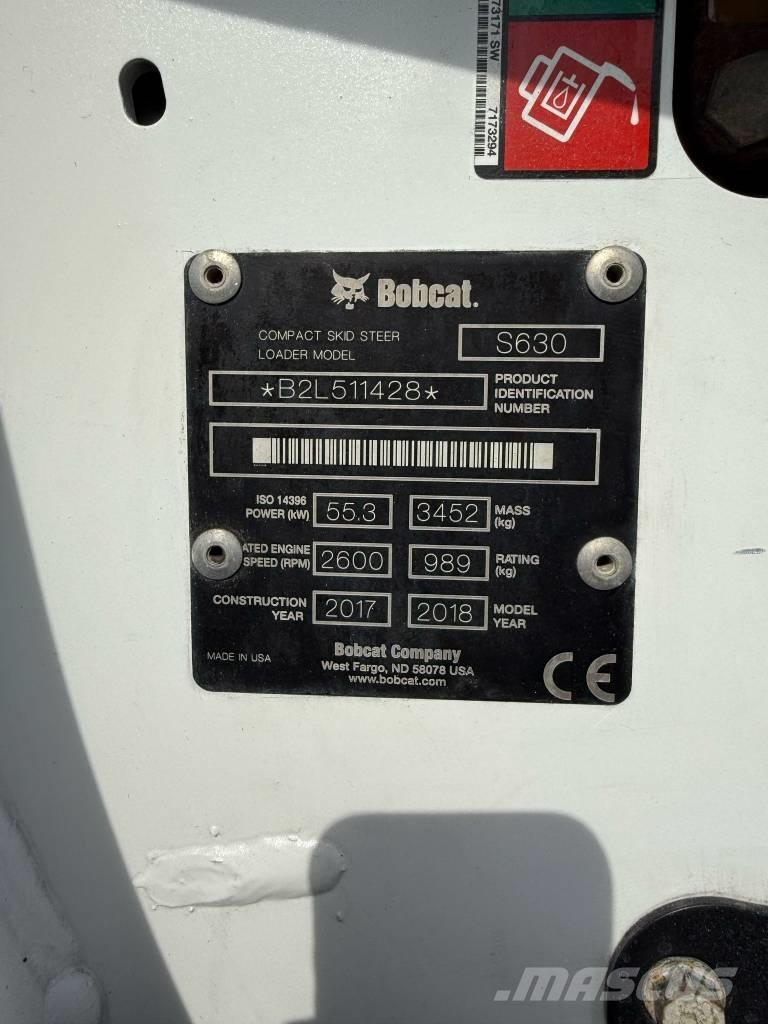 73171 SW
7173294
Bobcat.
COMPACT SKID STEER
LOADER MODEL
S630
*B2L511428*
PRODUCT
IDENTIFICATION
NUMBER
ISO 14396
POWER (kW)
55.3
3452
MASS
(kg)
ATED ENGINE
SPEED (RPM)
2600
989
RATING
(kg)
CONSTRUCTION
YEAR
2017
2018
MODEL
YEAR
Bobcat Company
MADE IN USA
West Fargo, ND 58078 USA
www.bobcat.com
CE
MASCUS